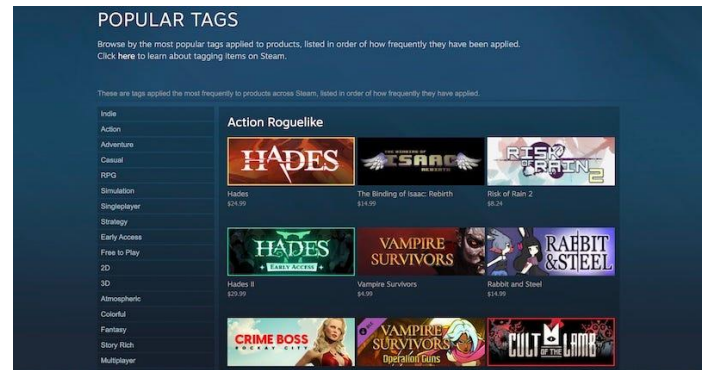 POPULAR TAGS
Browse by the most popular tags applied to products, listed in order of how frequently they have been applied.
Click here to learn about tagging items on Steam.
These are tags applied the most frequently to products across Steam, listed in order of how frequently they have applied.
Indie
Action
Adventure
Casual
RPG
Simulation
Singleplayer
Strategy
Early Access
Free to Play
2D
3D
Atmospheric
Colorful
Fantasy
Story Rich
Multiplayer
Action Roguelike
HADES
THE BINDING OF
ISAAC
REBIRTH
RISK
OF RAIN 2
Hades
The Binding of Isaac: Rebirth
Risk of Rain 2
$24.99
$14.99
$8.24
HADES
II
EARLY ACCESS
VAMPIRE
SURVIVORS
RABBIT
&STEEL
Hades II
Vampire Survivors
Rabbit and Steel
$29.99
$4.99
$14.99
CRIME BOSS
ROCKAY CITY
VAMPIRE
SURVIVORS
Operation Guns
CULT OF THE LAMB